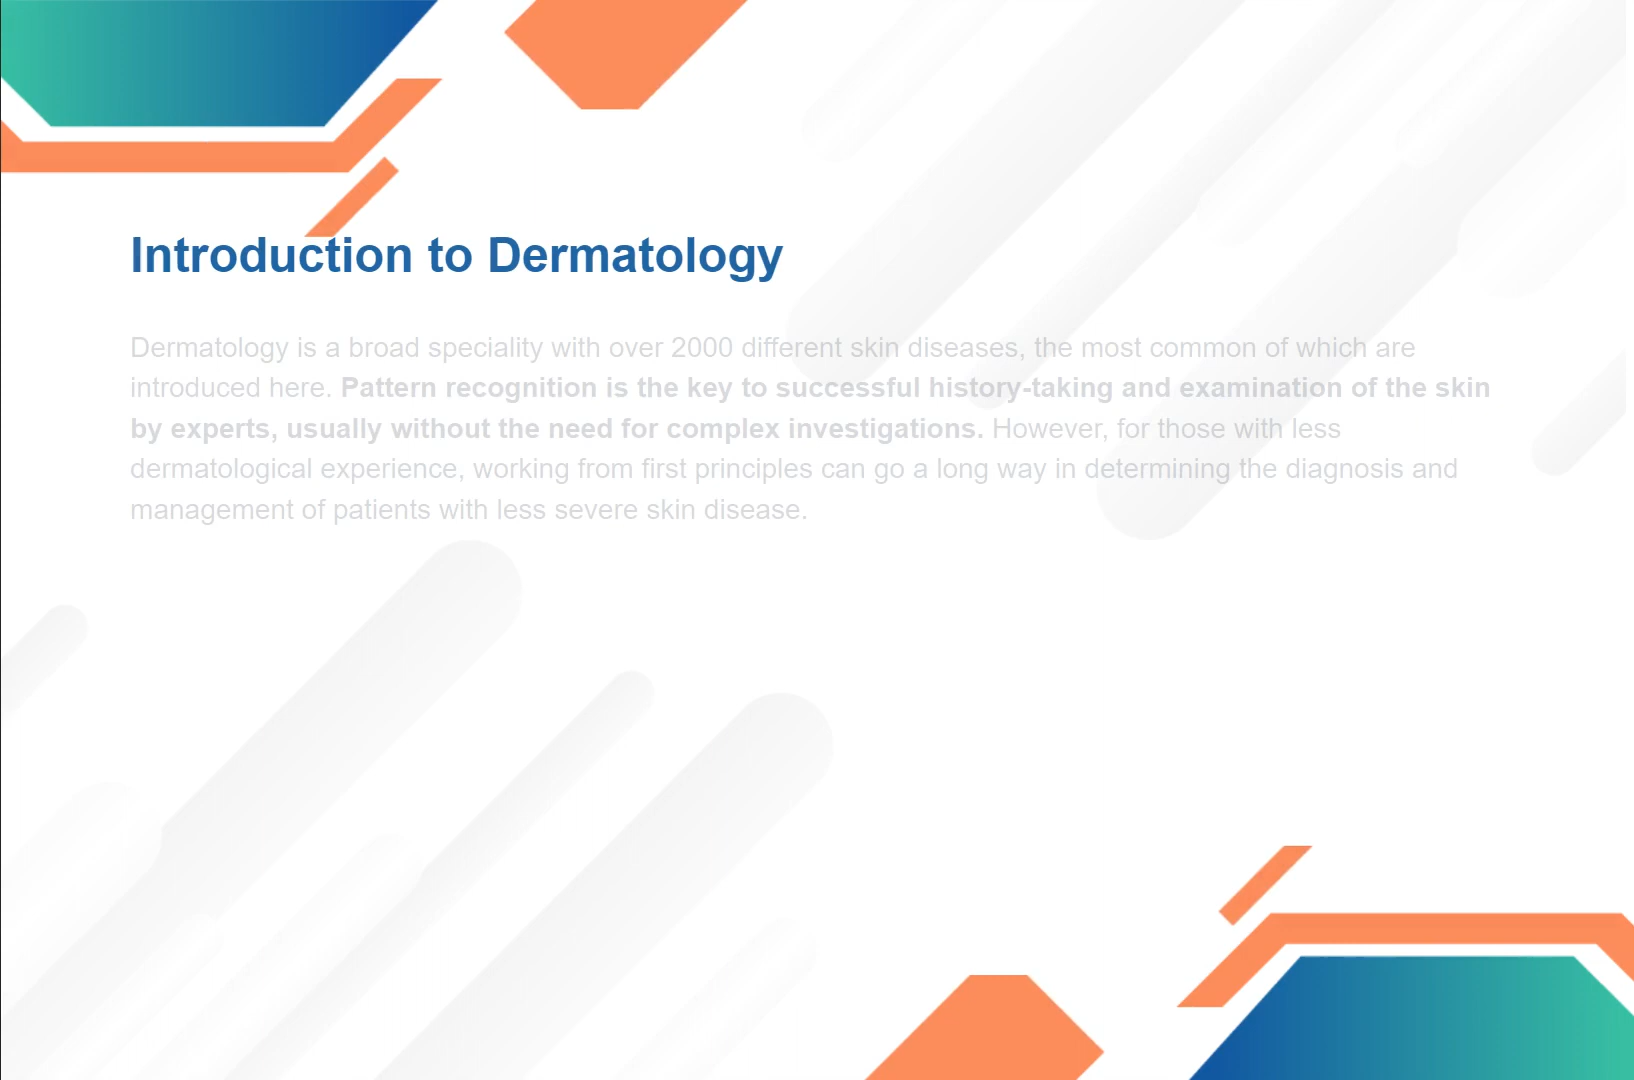 Introduction to Dermatology
Dermatology is a broad speciality with over 2000 different skin diseases, the most common of which are
introduced here. Pattern recognition is the key to successful history-taking and examination of the skin
by experts, usually without the need for complex investigations. However, for those with less
dermatological experience, working from first principles can go a long way in determining the diagnosis and
management of patients with less severe skin disease.